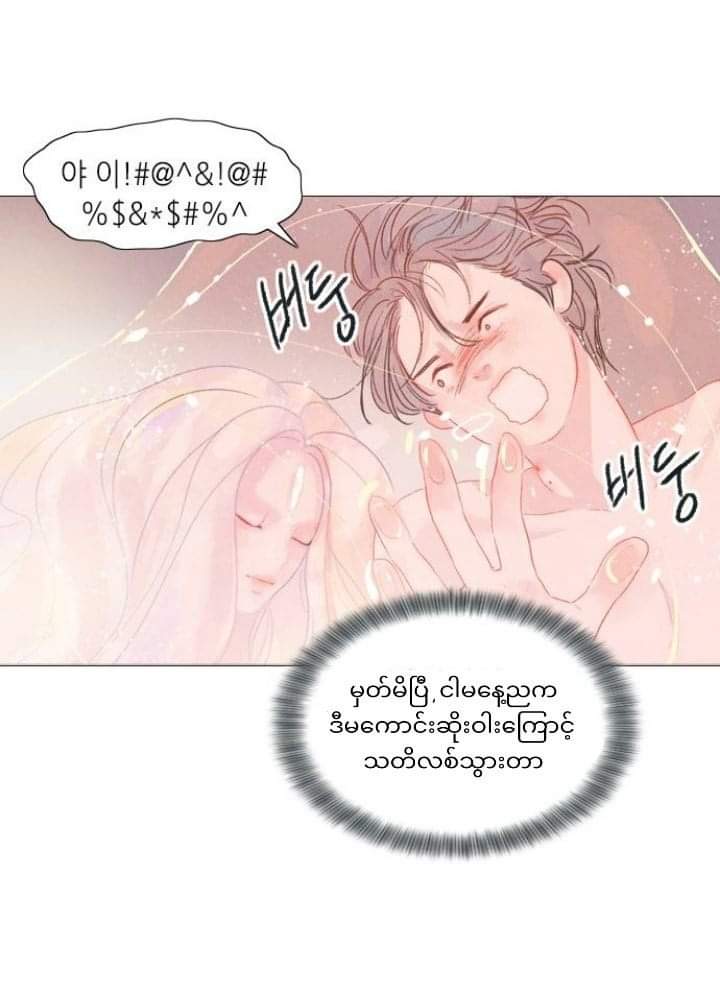 야 이!#@^&!@#
%$&*$#%^
버둥
버둥
မှတ်မိပြီ,ငါမနေ့ညက
ဒီမကောင်းဆိုးဝါးကြောင့်
သတိလစ်သွားတာ